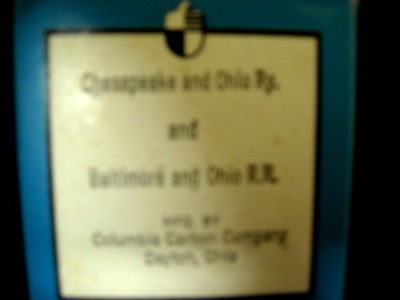 Chesapeake and Ohio Ry.
and
Baltimore and Ohio R.R.
MFG. BY
Columbia Carbon Company
Dayton, Ohio